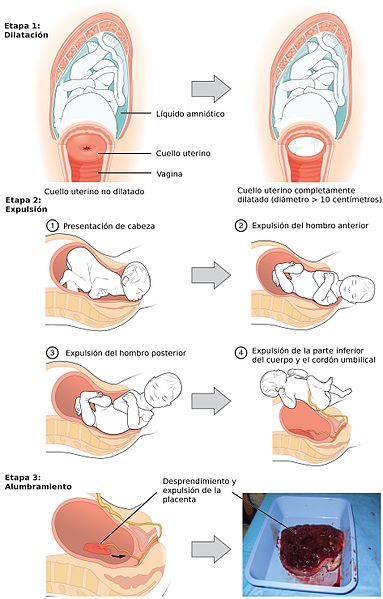 Etapa 1:
Dilatación
Líquido amniótico
Cuello uterino
Vagina
Cuello uterino no dilatado
Cuello uterino completamente
dilatado (diámetro > 10 centímetros)
Etapa 2:
Expulsión
1 Presentación de cabeza
2 Expulsión del hombro anterior
3 Expulsión del hombro posterior
4 Expulsión de la parte inferior
del cuerpo y el cordón umbilical
Etapa 3:
Alumbramiento
Desprendimiento y
expulsión de la
placenta